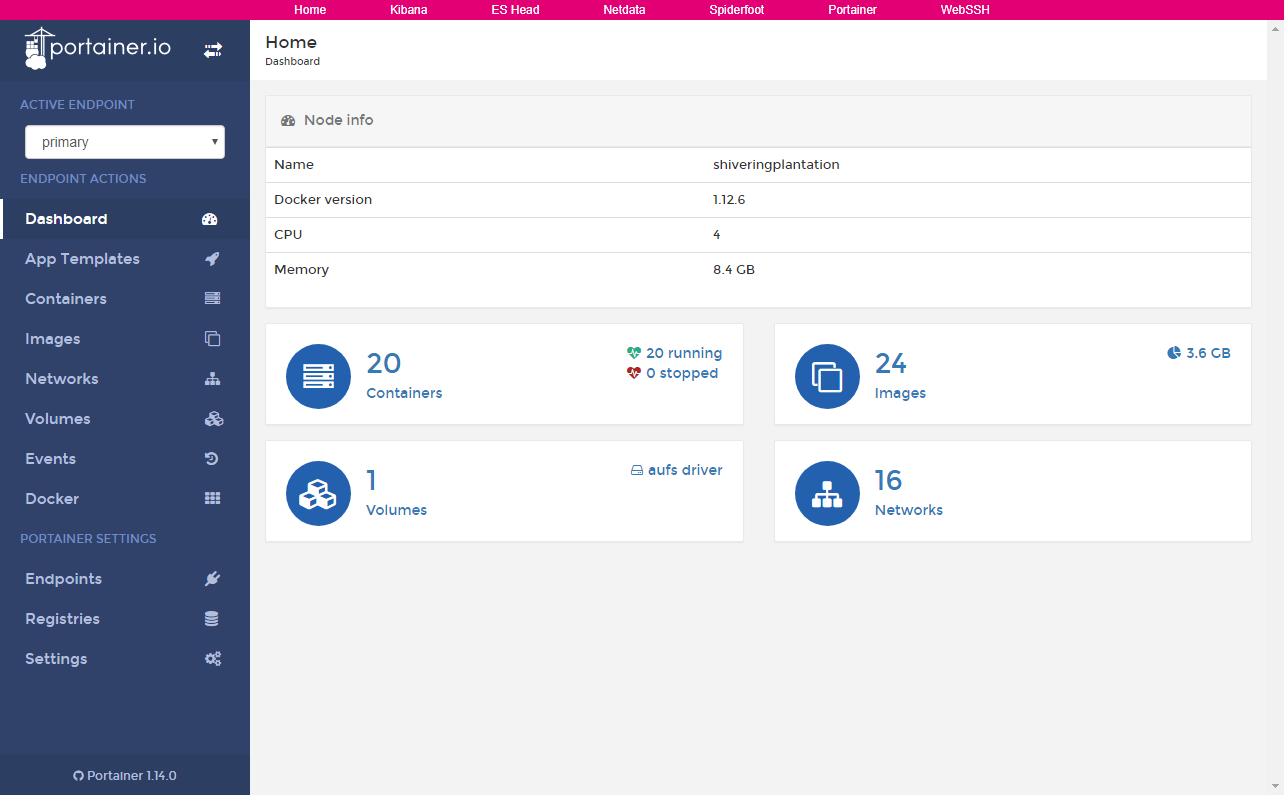 Home Kibana ES Head Netdata Spiderfoot Portainer WebSSH
portainer.io
ACTIVE ENDPOINT
primary
ENDPOINT ACTIONS
Dashboard
App Templates
Containers
Images
Networks
Volumes
Events
Docker
PORTAINER SETTINGS
Endpoints
Registries
Settings
Portainer 1.14.0
Home
Dashboard
Node info
Name shiveringplantation
Docker version 1.12.6
CPU 4
Memory 8.4 GB
20
Containers
20 running
0 stopped
24
Images
3.6 GB
1
Volumes
aufs driver
16
Networks